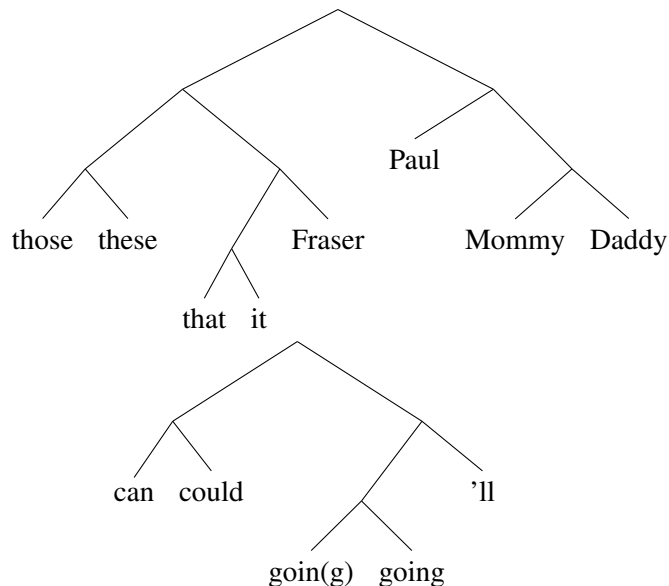 Paul
those these Fraser Mommy Daddy
that it
can could 'll
goin(g) going